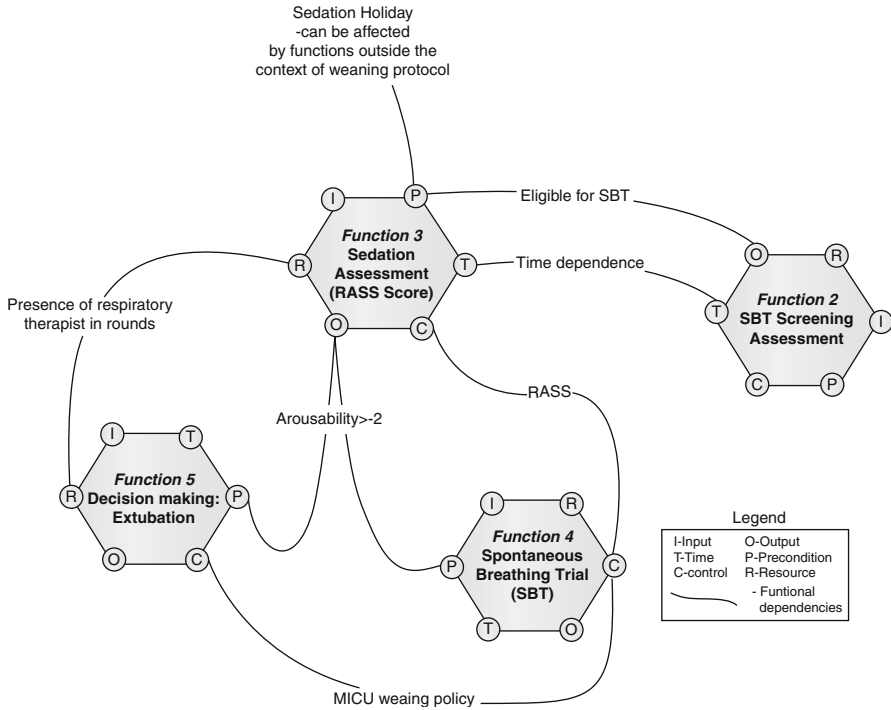 Sedation Holiday
-can be affected
by functions outside the
context of weaning protocol
I
P
Eligible for SBT
Function 3
Sedation
Assessment
(RASS Score)
R
T
O
C
Time dependence
O
R
T
Function 2
SBT Screening
Assessment
I
C
P
Presence of respiratory
therapist in rounds
RASS
Arousability>-2
I
T
R
Function 5
Decision making:
Extubation
P
O
C
I
R
P
Function 4
Spontaneous
Breathing Trial
(SBT)
C
T
O
Legend
I-Input O-Output
T-Time P-Precondition
C-control R-Resource
- Funtional
dependencies
MICU weaing policy